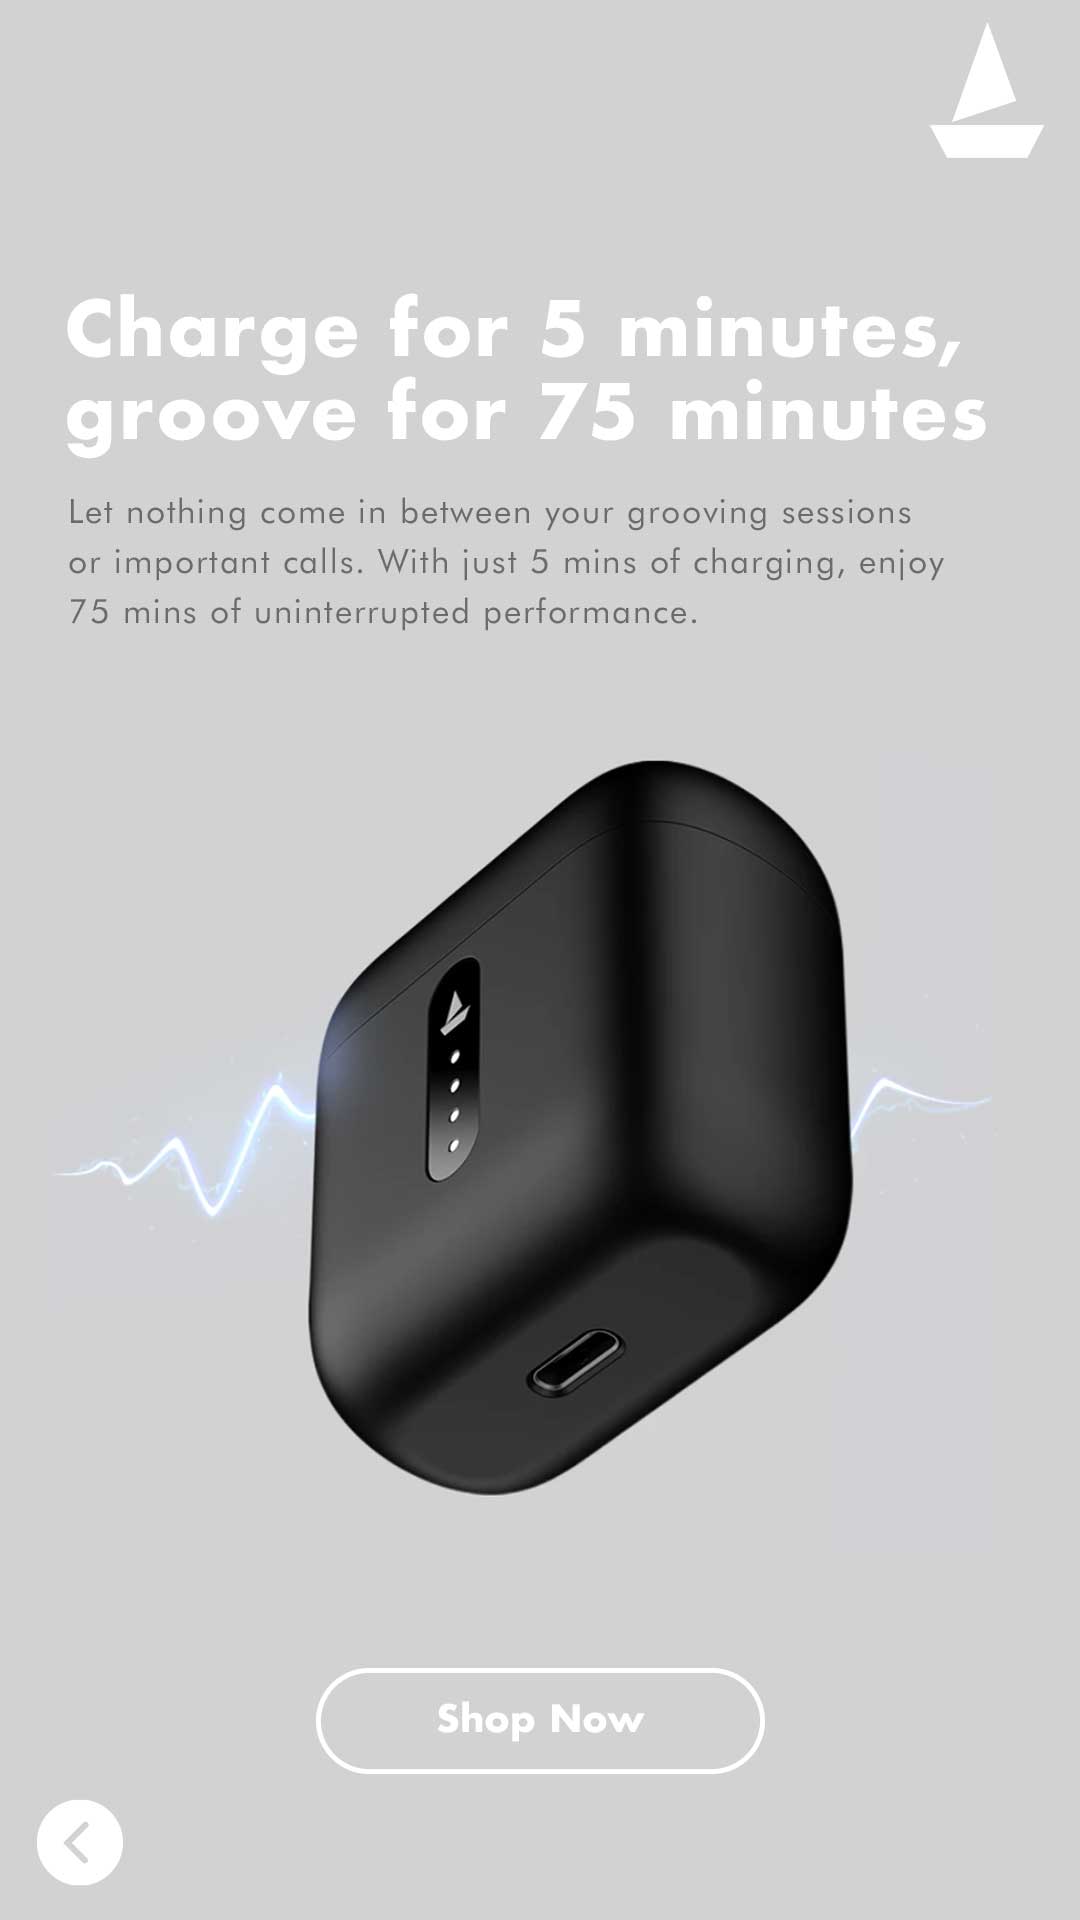 Charge for 5 minutes,
groove for 75 minutes
Let nothing come in between your grooving sessions
or important calls. With just 5 mins of charging, enjoy
75 mins of uninterrupted performance.
Shop Now